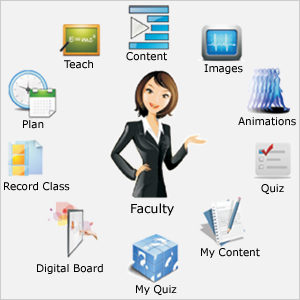 Content
Teach
Images
Plan
Animations
Record Class
Quiz
Faculty
My Content
Digital Board
My Quiz